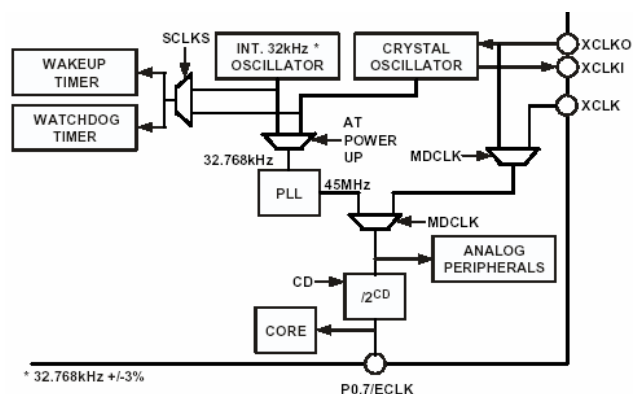 SCLKS
WAKEUP
TIMER
WATCHDOG
TIMER
INT. 32kHz *
OSCILLATOR
CRYSTAL
OSCILLATOR
XCLKO
XCLKI
XCLK
AT
POWER
UP
MDCLK
32.768kHz
PLL
45MHz
MDCLK
ANALOG
PERIPHERALS
CD
/2CD
CORE
* 32.768kHz +/-3%
P0.7/ECLK